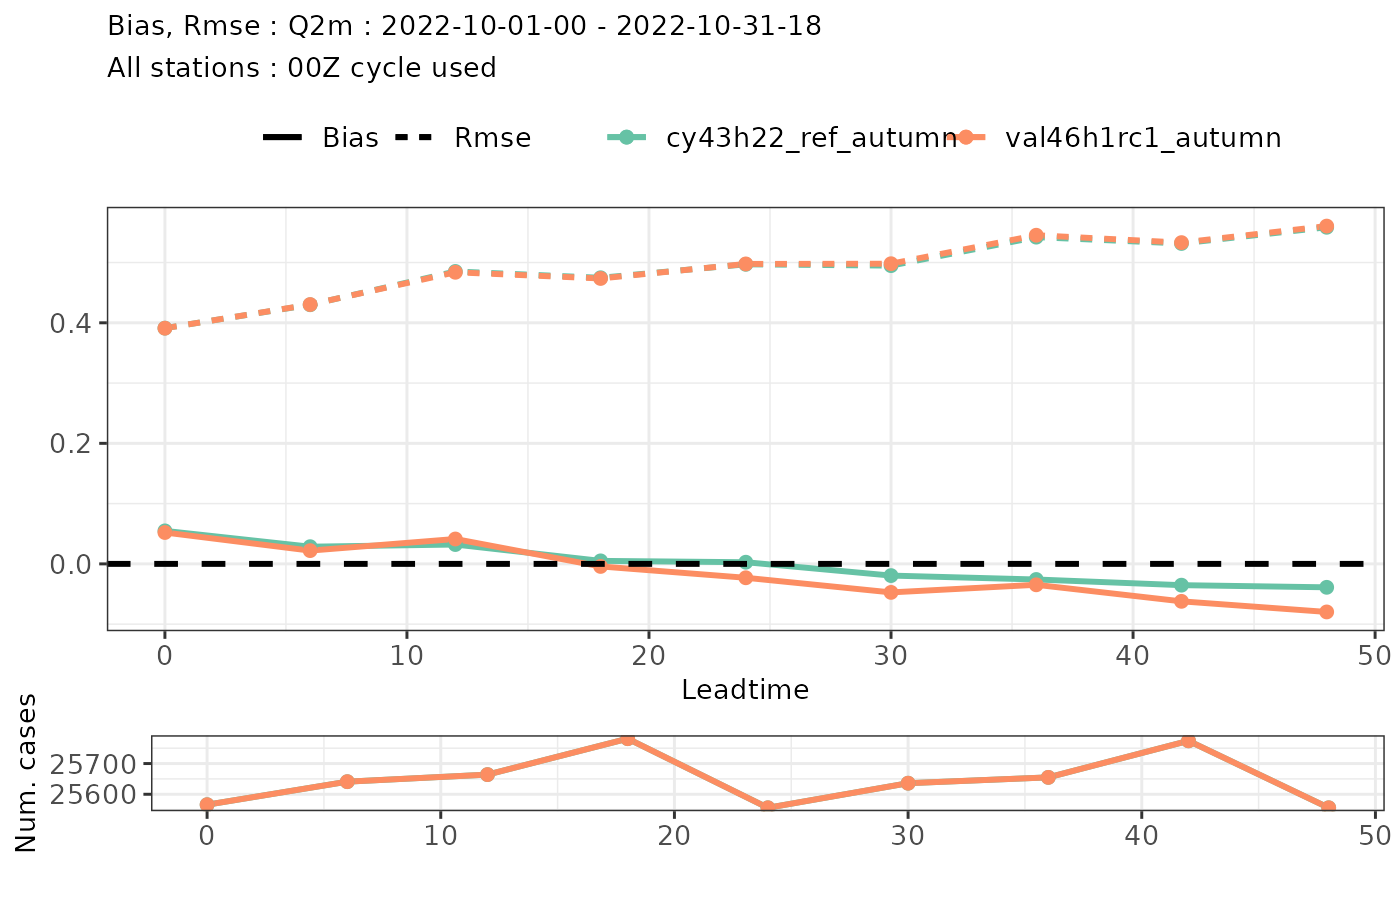 Bias, Rmse : Q2m : 2022-10-01-00 - 2022-10-31-18
All stations : 00Z cycle used
Bias Rmse cy43h22_ref_autumn val46h1rc1_autumn
0.4
0.2
0.0
0 10 20 30 40 50
Leadtime
Num. cases
25700
25600
0 10 20 30 40 50